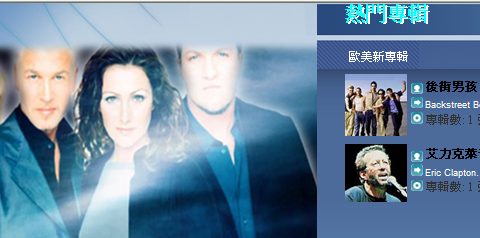 熱門專輯
歐美新專輯
後街男孩
Backstreet
專輯數: 1
艾力克萊
Eric Clapton.
專輯數: 1